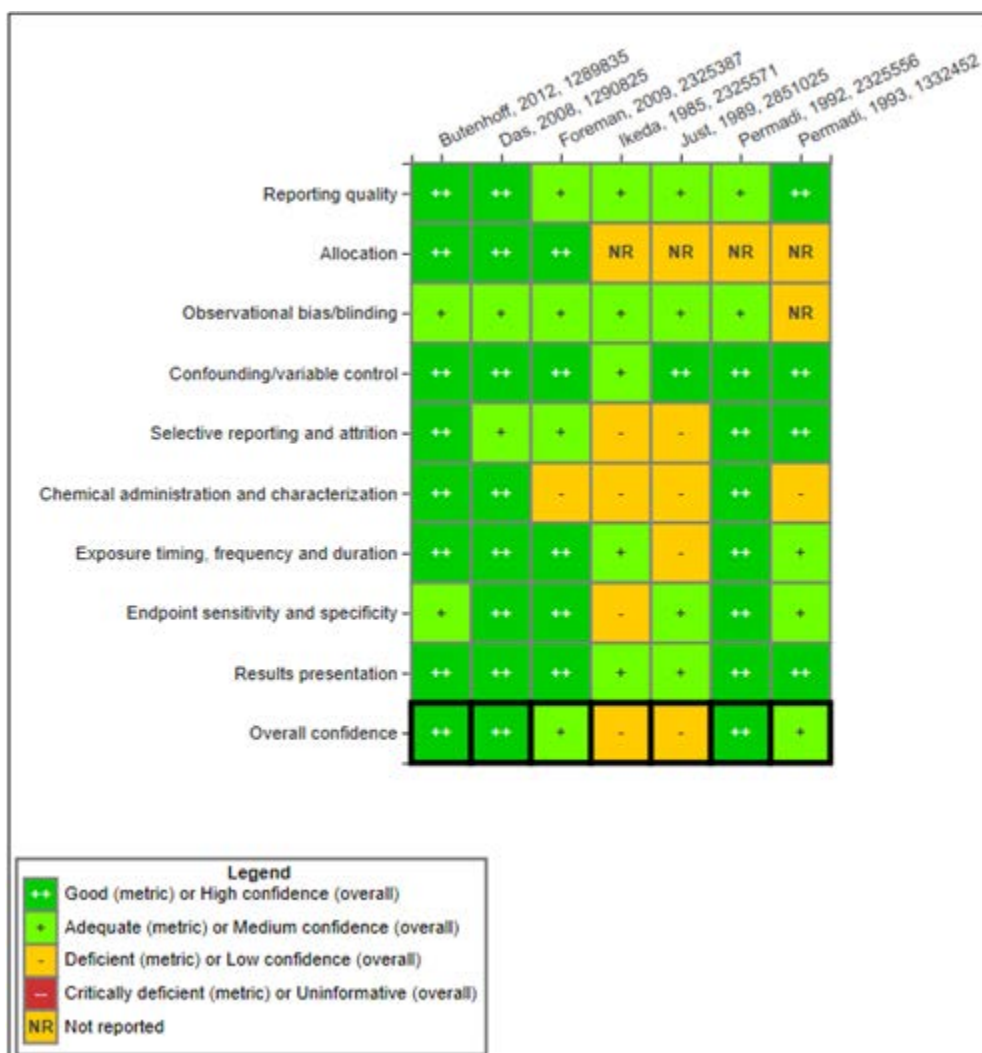 Butenhoff, 2012, 1289835
Das, 2008, 1290825
Foreman, 2009, 2325387
Ikeda, 1985, 2325571
Just, 1989, 2851025
Permadi, 1992, 2325556
Permadi, 1993, 1332452
Reporting quality ++ ++ + + + + ++
Allocation ++ ++ ++ NR NR NR NR
Observational bias/blinding + + + + + + NR
Confounding/variable control ++ ++ ++ + ++ ++ ++
Selective reporting and attrition ++ + + - - ++ ++
Chemical administration and characterization ++ ++ - - - ++ -
Exposure timing, frequency and duration ++ ++ ++ + - ++ +
Endpoint sensitivity and specificity + ++ ++ - + ++ +
Results presentation ++ ++ ++ + + ++ ++
Overall confidence ++ ++ + - - ++ +
Legend
++ Good (metric) or High confidence (overall)
+ Adequate (metric) or Medium confidence (overall)
- Deficient (metric) or Low confidence (overall)
-- Critically deficient (metric) or Uninformative (overall)
NR Not reported